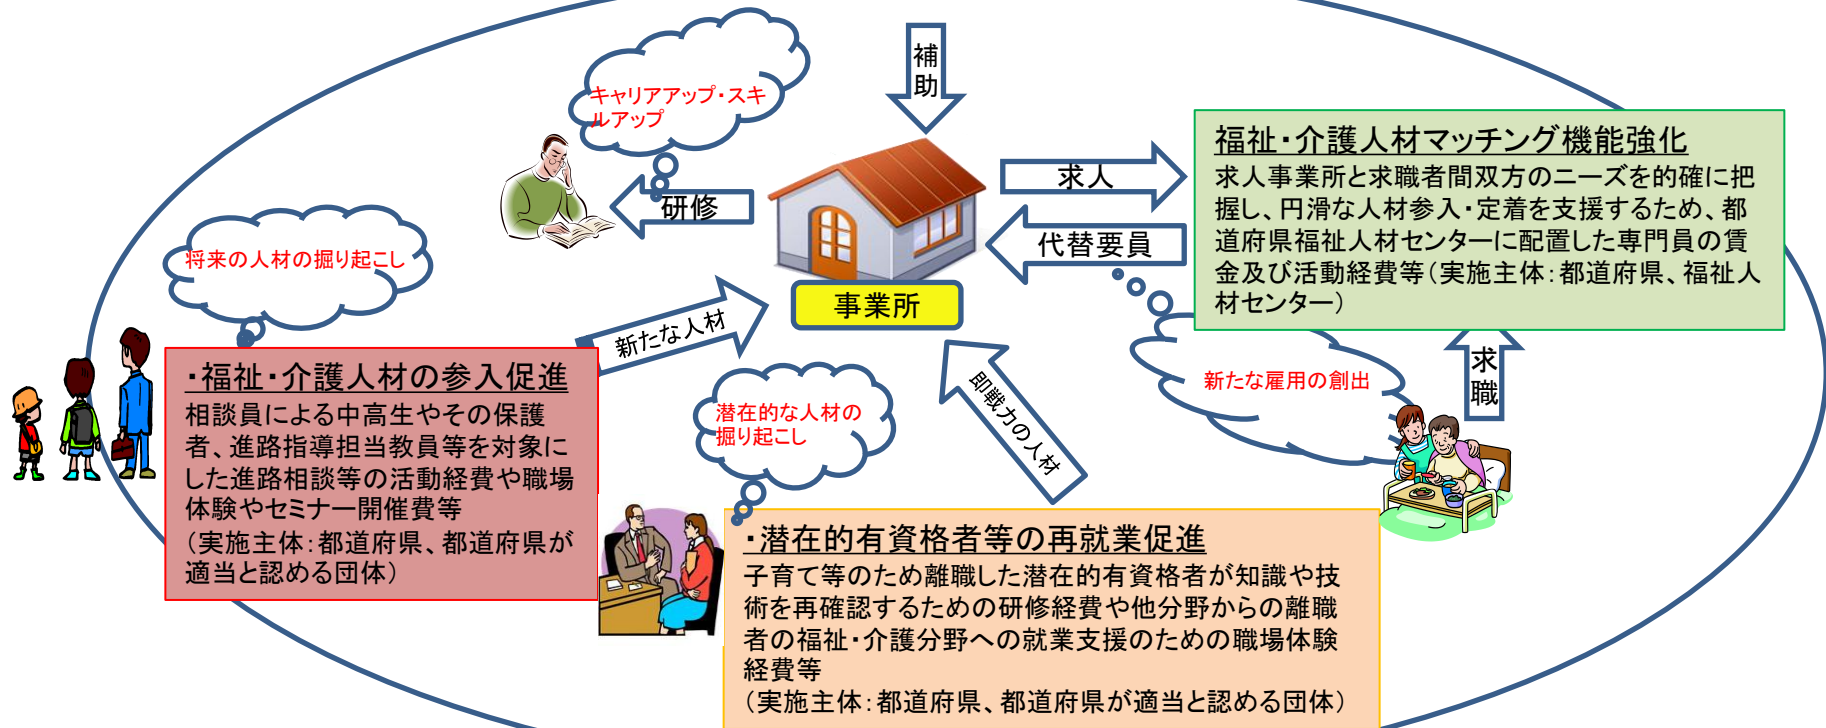 補助
キャリアアップ・スキ
ルアップ
研修
求人
代替要員
事業所
福祉・介護人材マッチング機能強化
求人事業所と求職者間双方のニーズを的確に把
握し、円滑な人材参入・定着を支援するため、都
道府県福祉人材センターに配置した専門員の賃
金及び活動経費等(実施主体:都道府県、福祉人
材センター)
将来の人材の掘り起こし
新たな人材
・福祉・介護人材の参入促進
相談員による中高生やその保護
者、進路指導担当教員等を対象に
した進路相談等の活動経費や職場
体験やセミナー開催費等
(実施主体:都道府県、都道府県が
適当と認める団体)
潜在的な人材の
掘り起こし
即戦力の人材
新たな雇用の創出
求職
・潜在的有資格者等の再就業促進
子育て等のため離職した潜在的有資格者が知識や技
術を再確認するための研修経費や他分野からの離職
者の福祉・介護分野への就業支援のための職場体験
経費等
(実施主体:都道府県、都道府県が適当と認める団体)